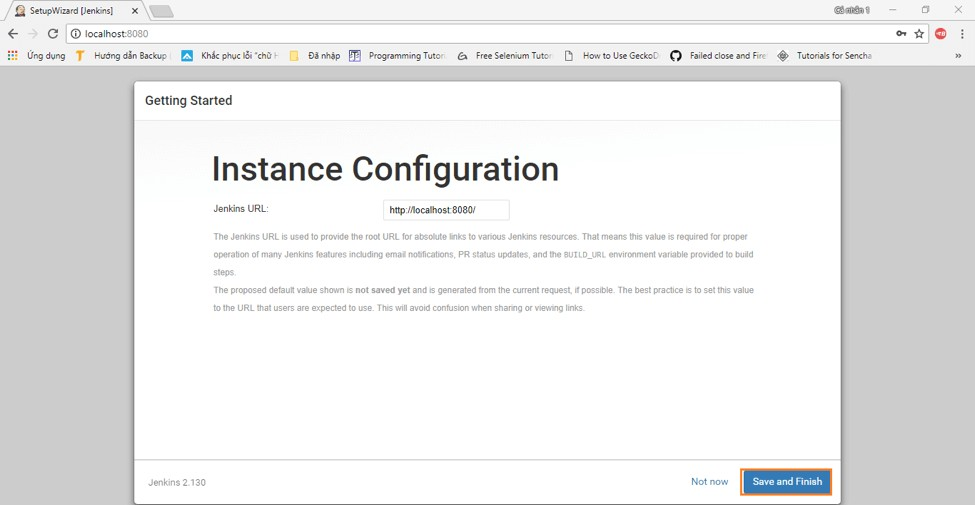 SetupWizard [Jenkins]
Cá nhân 1
localhost:8080
Ứng dụng Hướng dẫn Backup Khắc phục lỗi "chữ H Đã nhập Programming Tutori Free Selenium Tutori How to Use GeckoD Failed close and Fire Tutorials for Sencha »
Getting Started
Instance Configuration
Jenkins URL: http://localhost:8080/
The Jenkins URL is used to provide the root URL for absolute links to various Jenkins resources. That means this value is required for proper
operation of many Jenkins features including email notifications, PR status updates, and the BUILD_URL environment variable provided to build
steps.
The proposed default value shown is not saved yet and is generated from the current request, if possible. The best practice is to set this value
to the URL that users are expected to use. This will avoid confusion when sharing or viewing links.
Jenkins 2.130 Not now Save and Finish